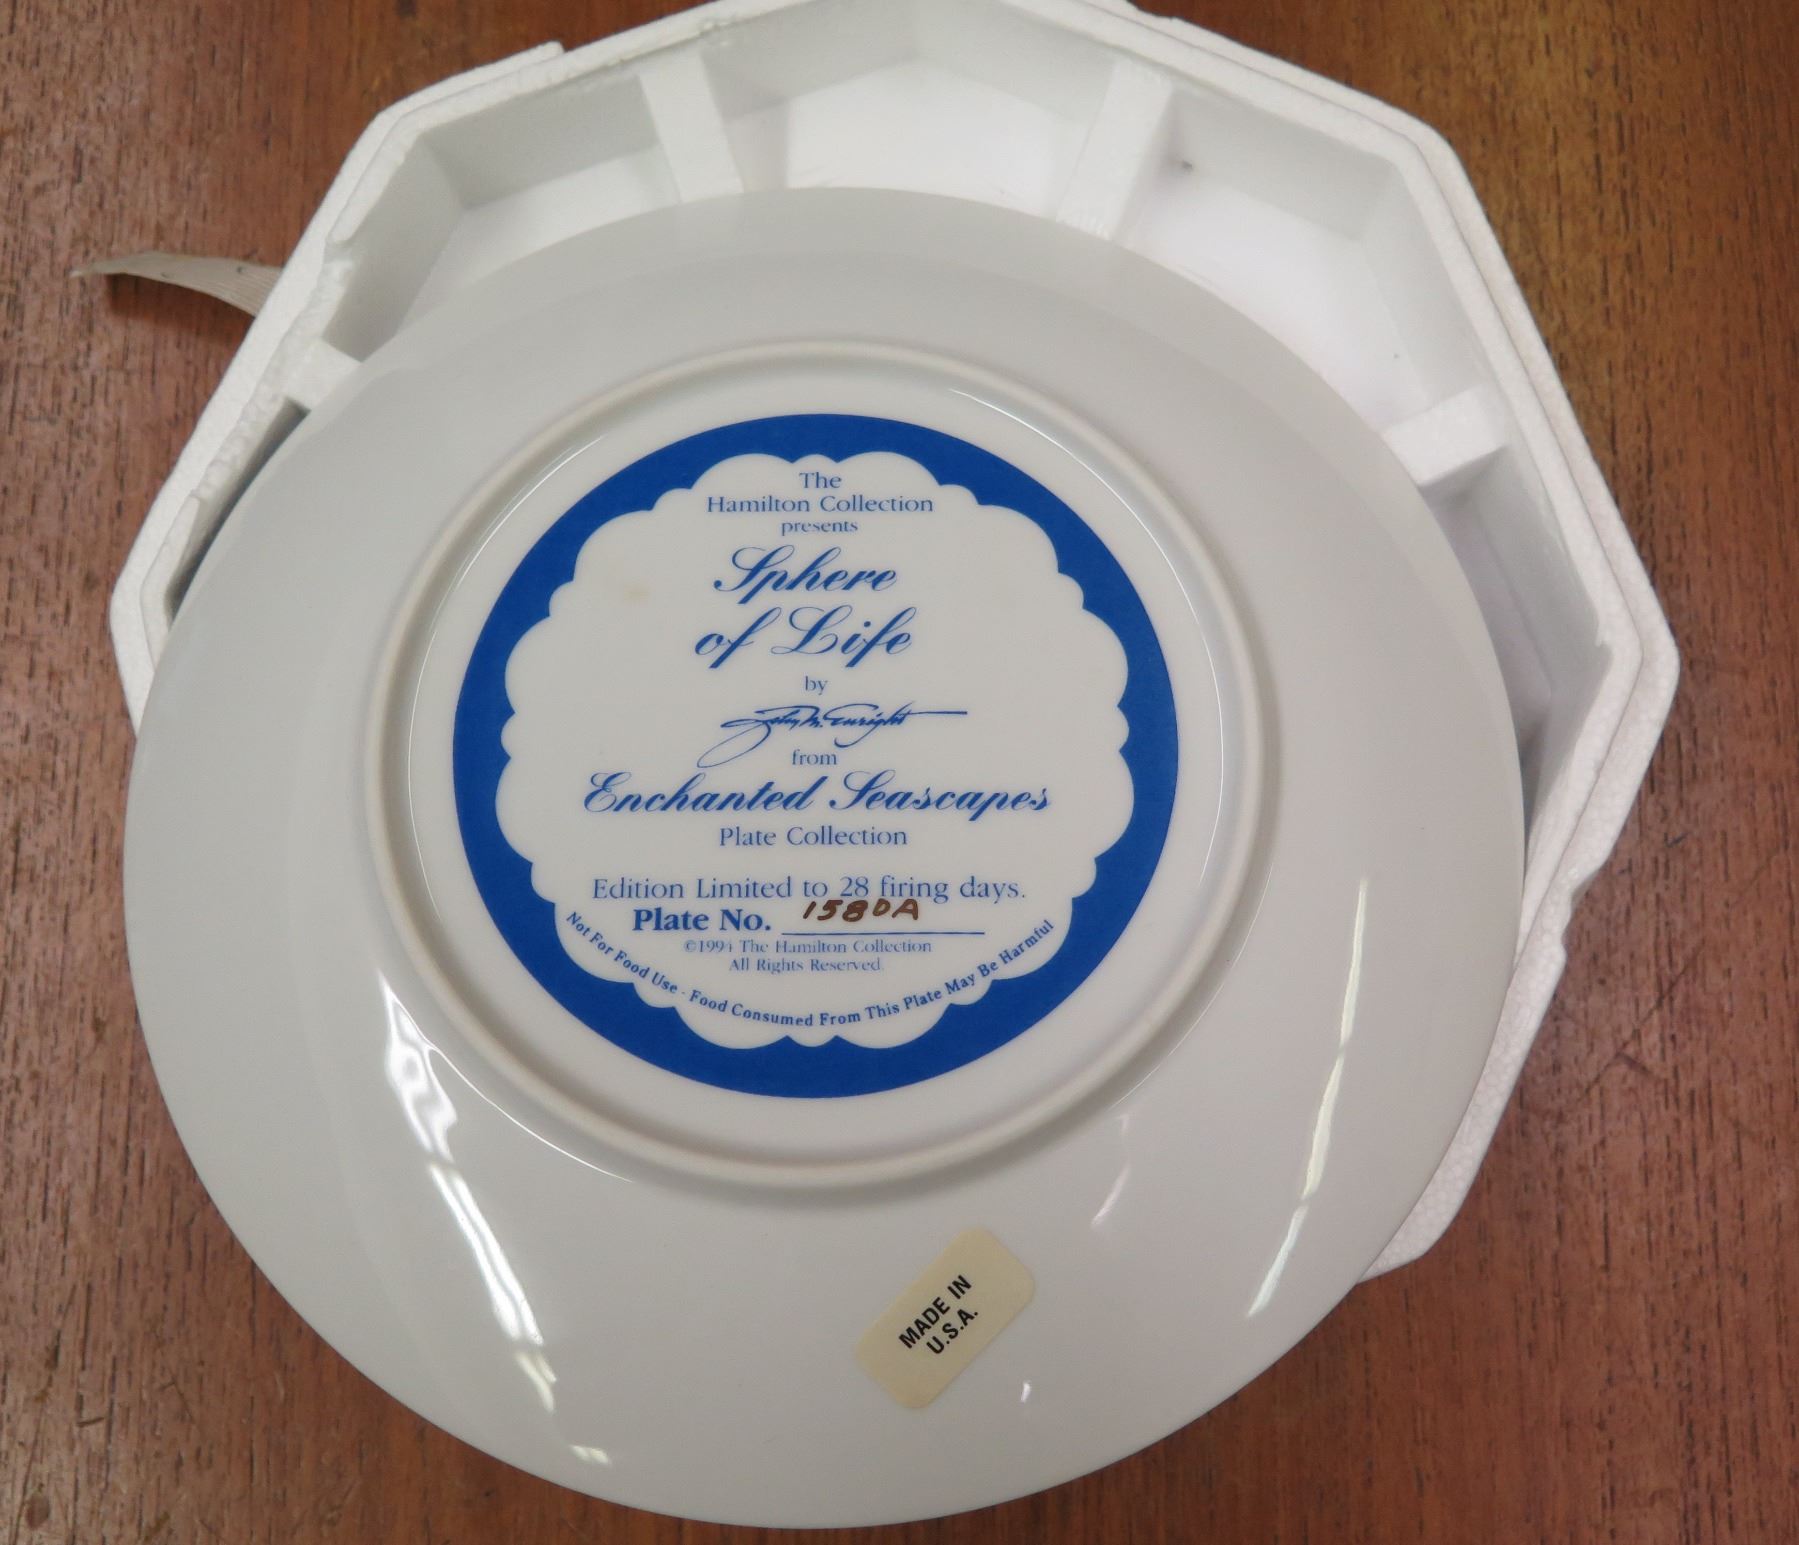 The
Hamilton Collection
presents
Sphere
of Life
by
John M. Enright
from
Enchanted Seascapes
Plate Collection
Edition Limited to 28 firing days.
Plate No. 1580A
©1994 The Hamilton Collection
All Rights Reserved.
Not For Food Use - Food Consumed From This Plate May Be Harmful
MADE IN
U.S.A.